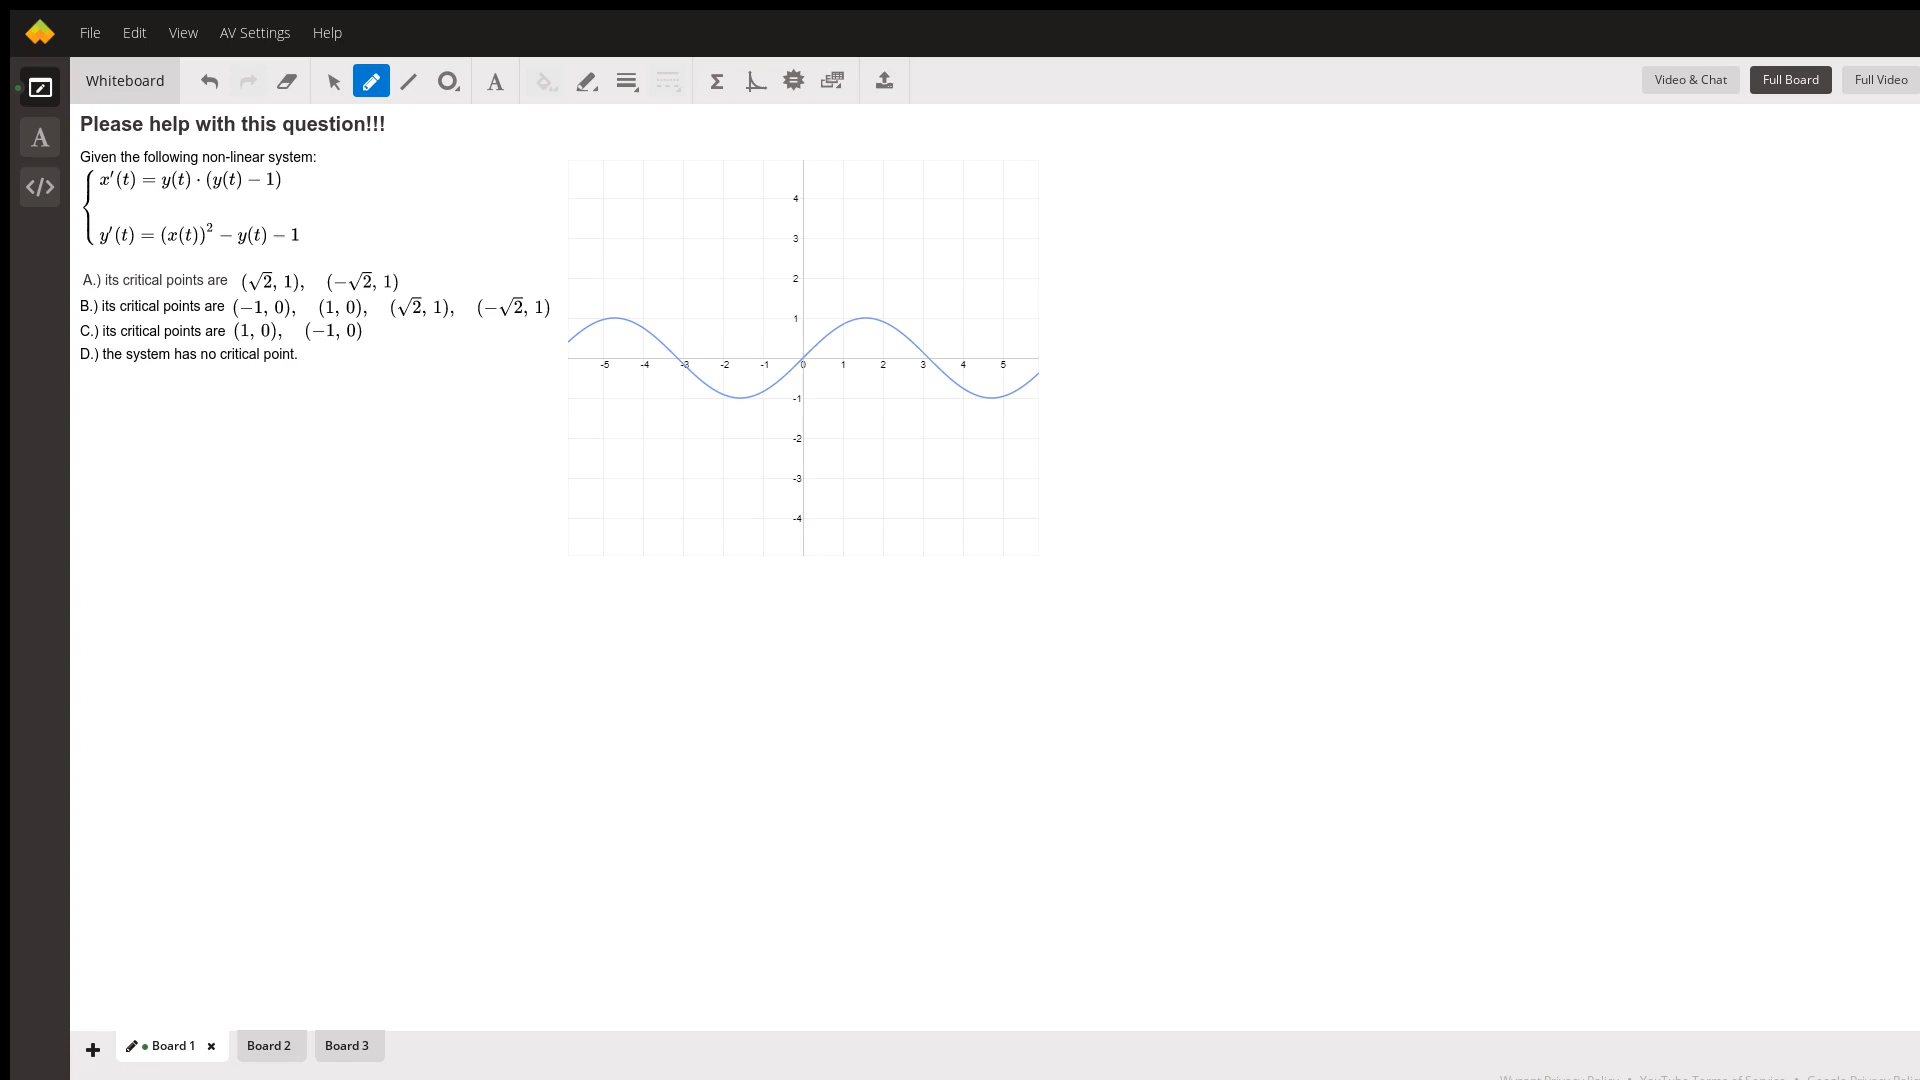 File Edit View AV Settings Help
Whiteboard A Σ Video & Chat Full Board Full Video
A
</>
Please help with this question!!!
Given the following non-linear system:
x′(t) = y(t) · (y(t) − 1)
y′(t) = (x(t))² − y(t) − 1
A.) its critical points are (√2, 1), (−√2, 1)
B.) its critical points are (−1, 0), (1, 0), (√2, 1), (−√2, 1)
C.) its critical points are (1, 0), (−1, 0)
D.) the system has no critical point.
4
3
2
1
-5 -4 -3 -2 -1 0 1 2 3 4 5
-1
-2
-3
-4
Board 1 Board 2 Board 3